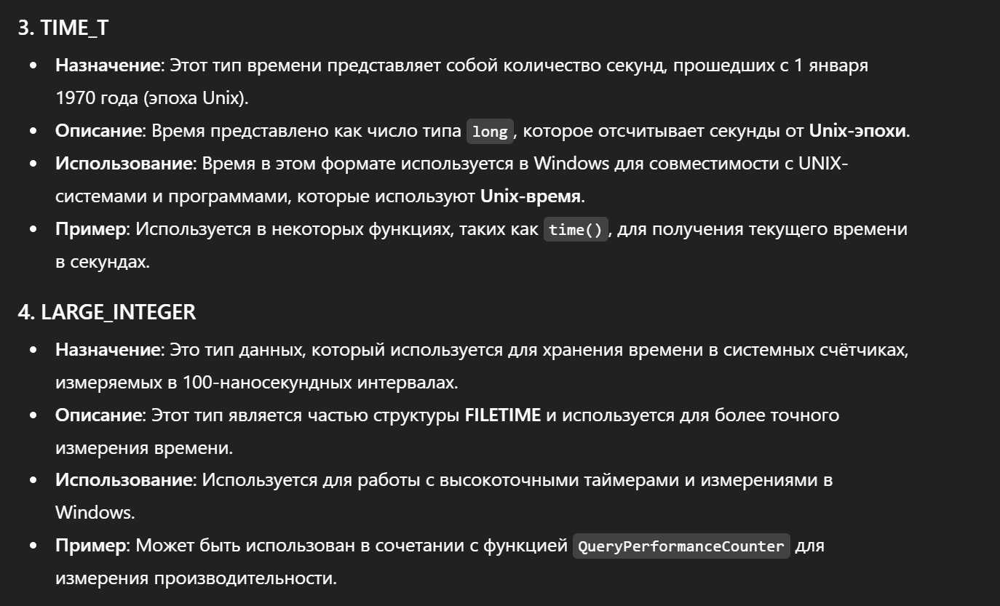 3. TIME_T
• Назначение: Этот тип времени представляет собой количество секунд, прошедших с 1 января
1970 года (эпоха Unix).
• Описание: Время представлено как число типа long, которое отсчитывает секунды от Unix-эпохи.
• Использование: Время в этом формате используется в Windows для совместимости с UNIX-
системами и программами, которые используют Unix-время.
• Пример: Используется в некоторых функциях, таких как time(), для получения текущего времени
в секундах.
4. LARGE_INTEGER
• Назначение: Это тип данных, который используется для хранения времени в системных счётчиках,
измеряемых в 100-наносекундных интервалах.
• Описание: Этот тип является частью структуры FILETIME и используется для более точного
измерения времени.
• Использование: Используется для работы с высокоточными таймерами и измерениями в
Windows.
• Пример: Может быть использован в сочетании с функцией QueryPerformanceCounter для
измерения производительности.